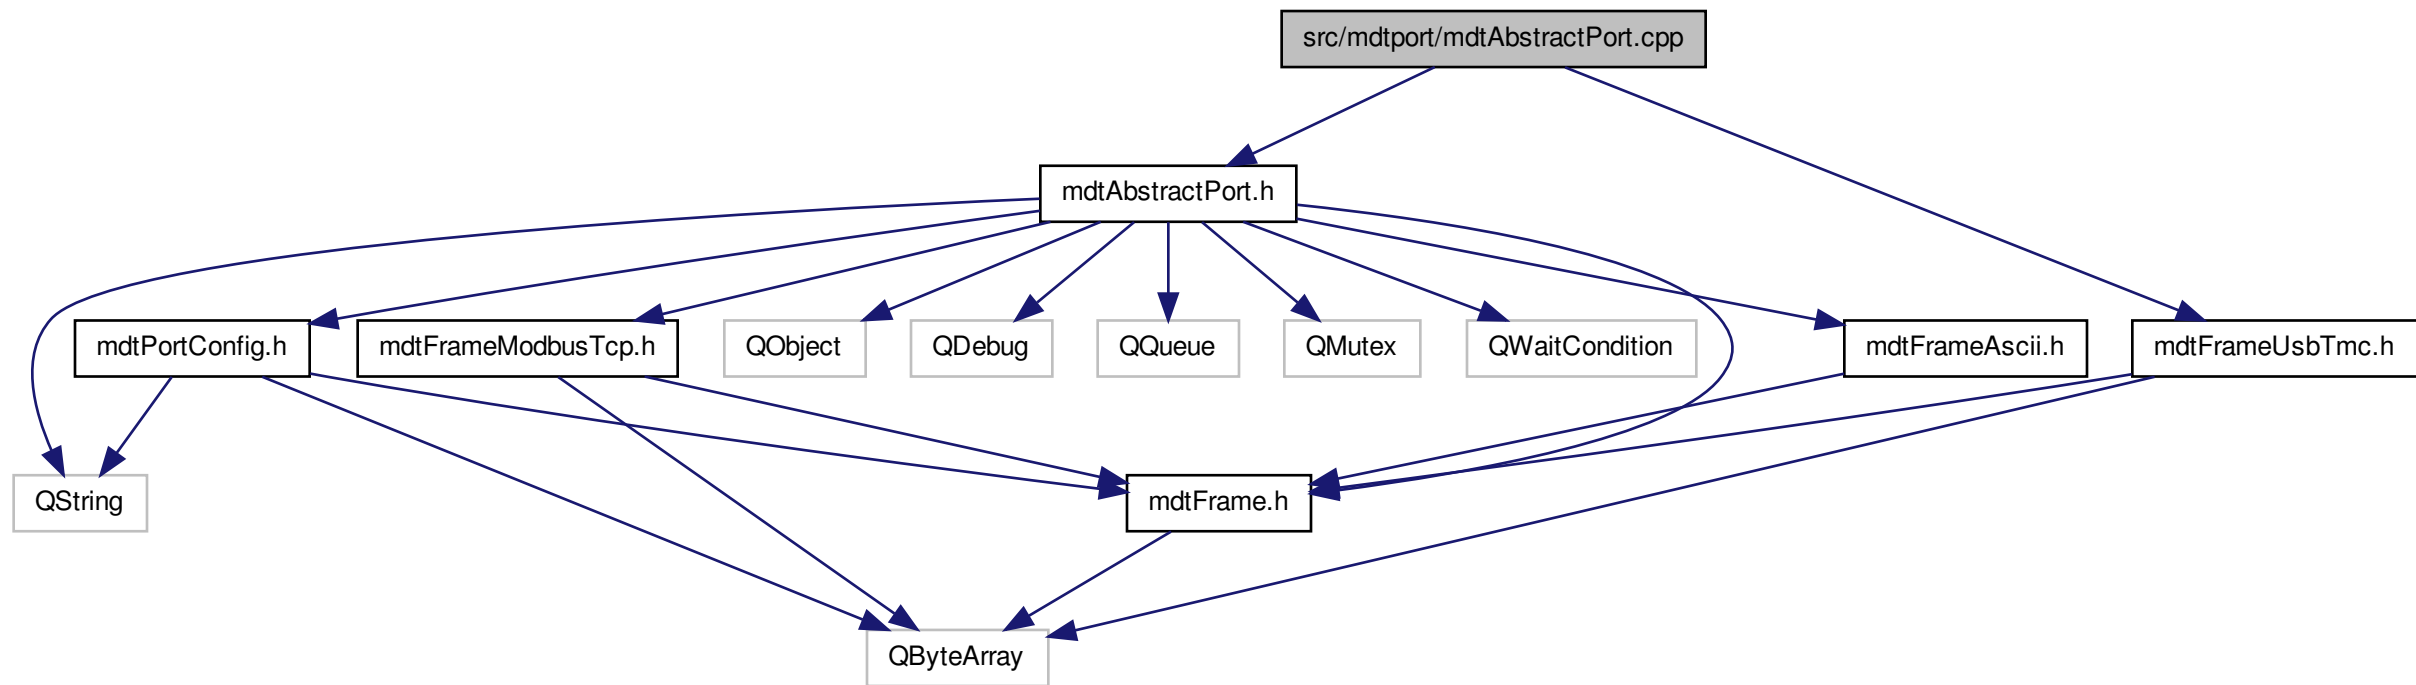 src/mdtport/mdtAbstractPort.cpp
mdtAbstractPort.h
mdtPortConfig.h
mdtFrameModbusTcp.h
QObject
QDebug
QQueue
QMutex
QWaitCondition
mdtFrameAscii.h
mdtFrameUsbTmc.h
QString
mdtFrame.h
QByteArray